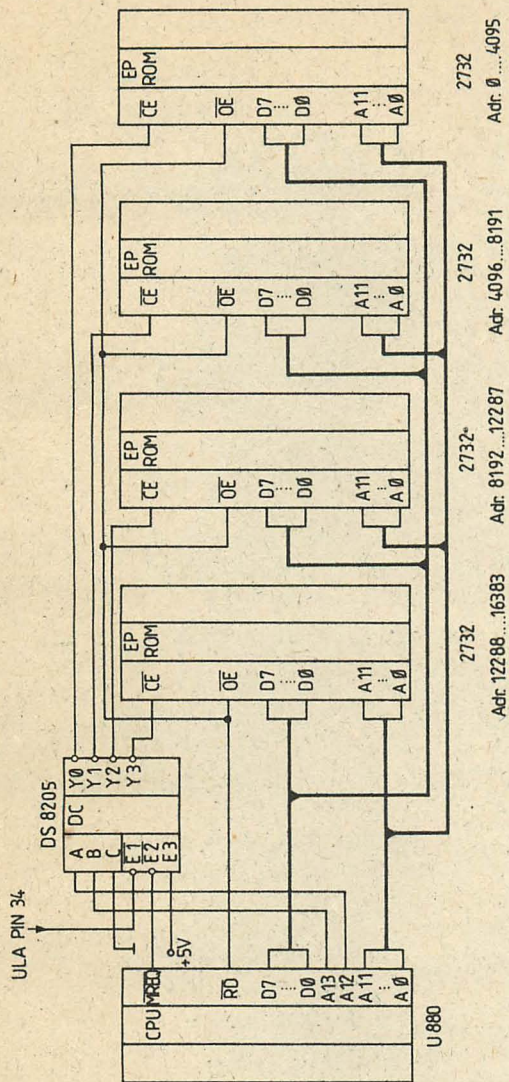 ULA PIN 34
DS 8205
A
B
C
E1
E2
E3
DC
Y0
Y1
Y2
Y3
+5V
CPU
MREQ
RD
D7
D0
A13
A12
A11
A0
U 880
EP
ROM
CE
OE
D7
D0
A11
A0
2732
Adr. 12288....16383
EP
ROM
CE
OE
D7
D0
A11
A0
2732
Adr. 8192 ....12287
EP
ROM
CE
OE
D7
D0
A11
A0
2732
Adr. 4096...8191
EP
ROM
CE
OE
D7
D0
A11
A0
2732
Adr. 0 ....4095